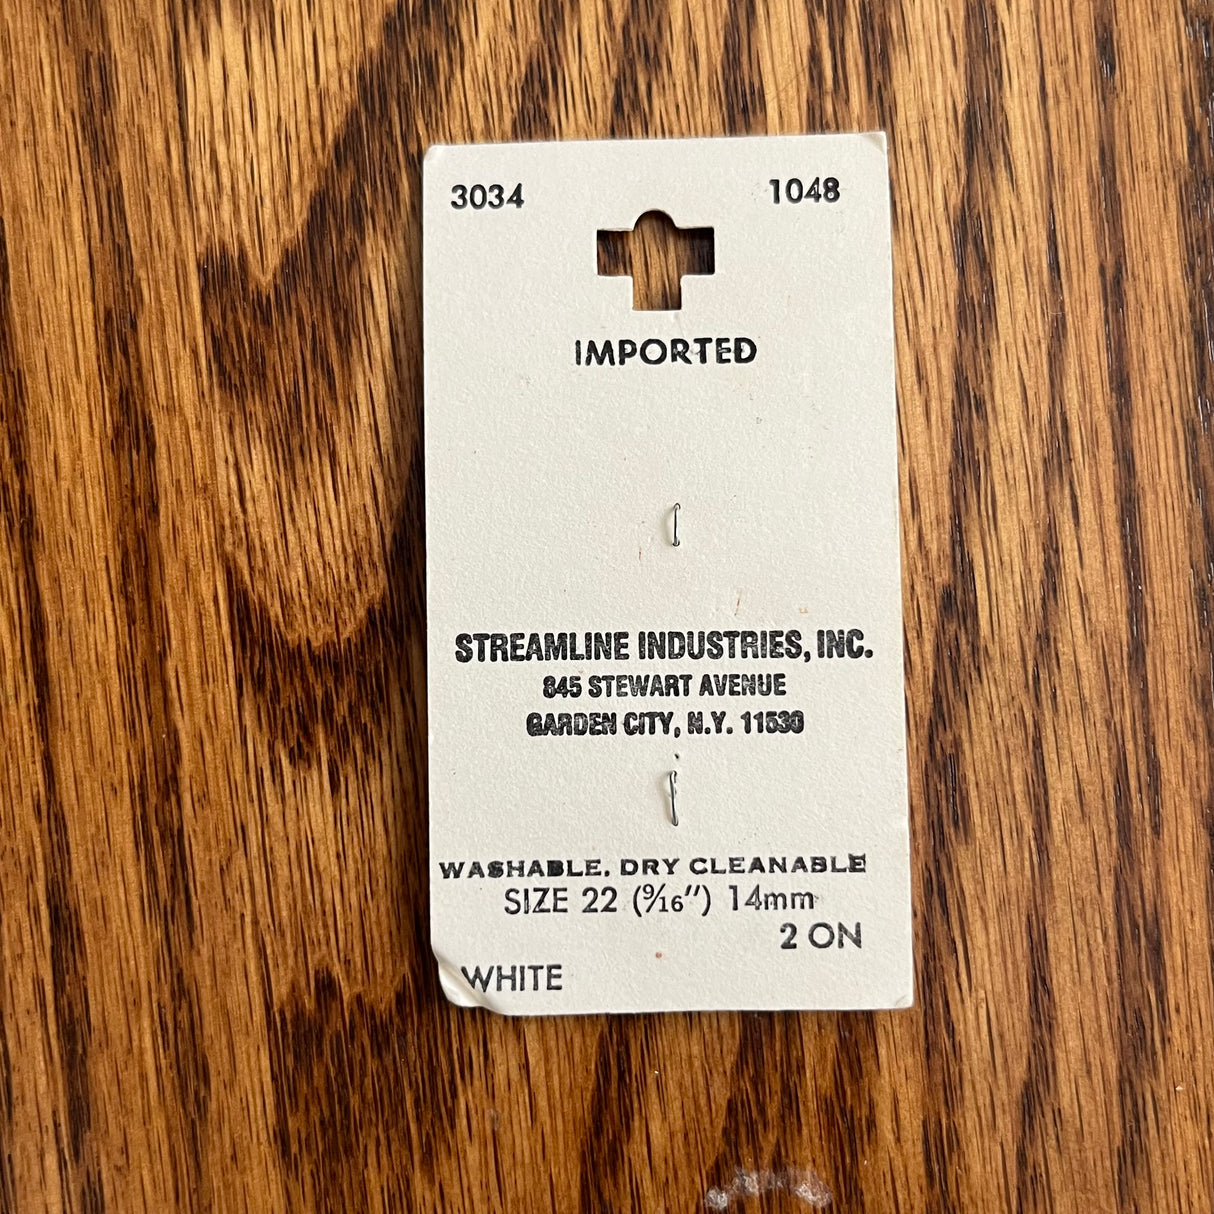 3034 1048
IMPORTED
STREAMLINE INDUSTRIES, INC.
845 STEWART AVENUE
GARDEN CITY, N.Y. 11530
WASHABLE. DRY CLEANABLE
SIZE 22 (9/16") 14mm
2 ON
WHITE